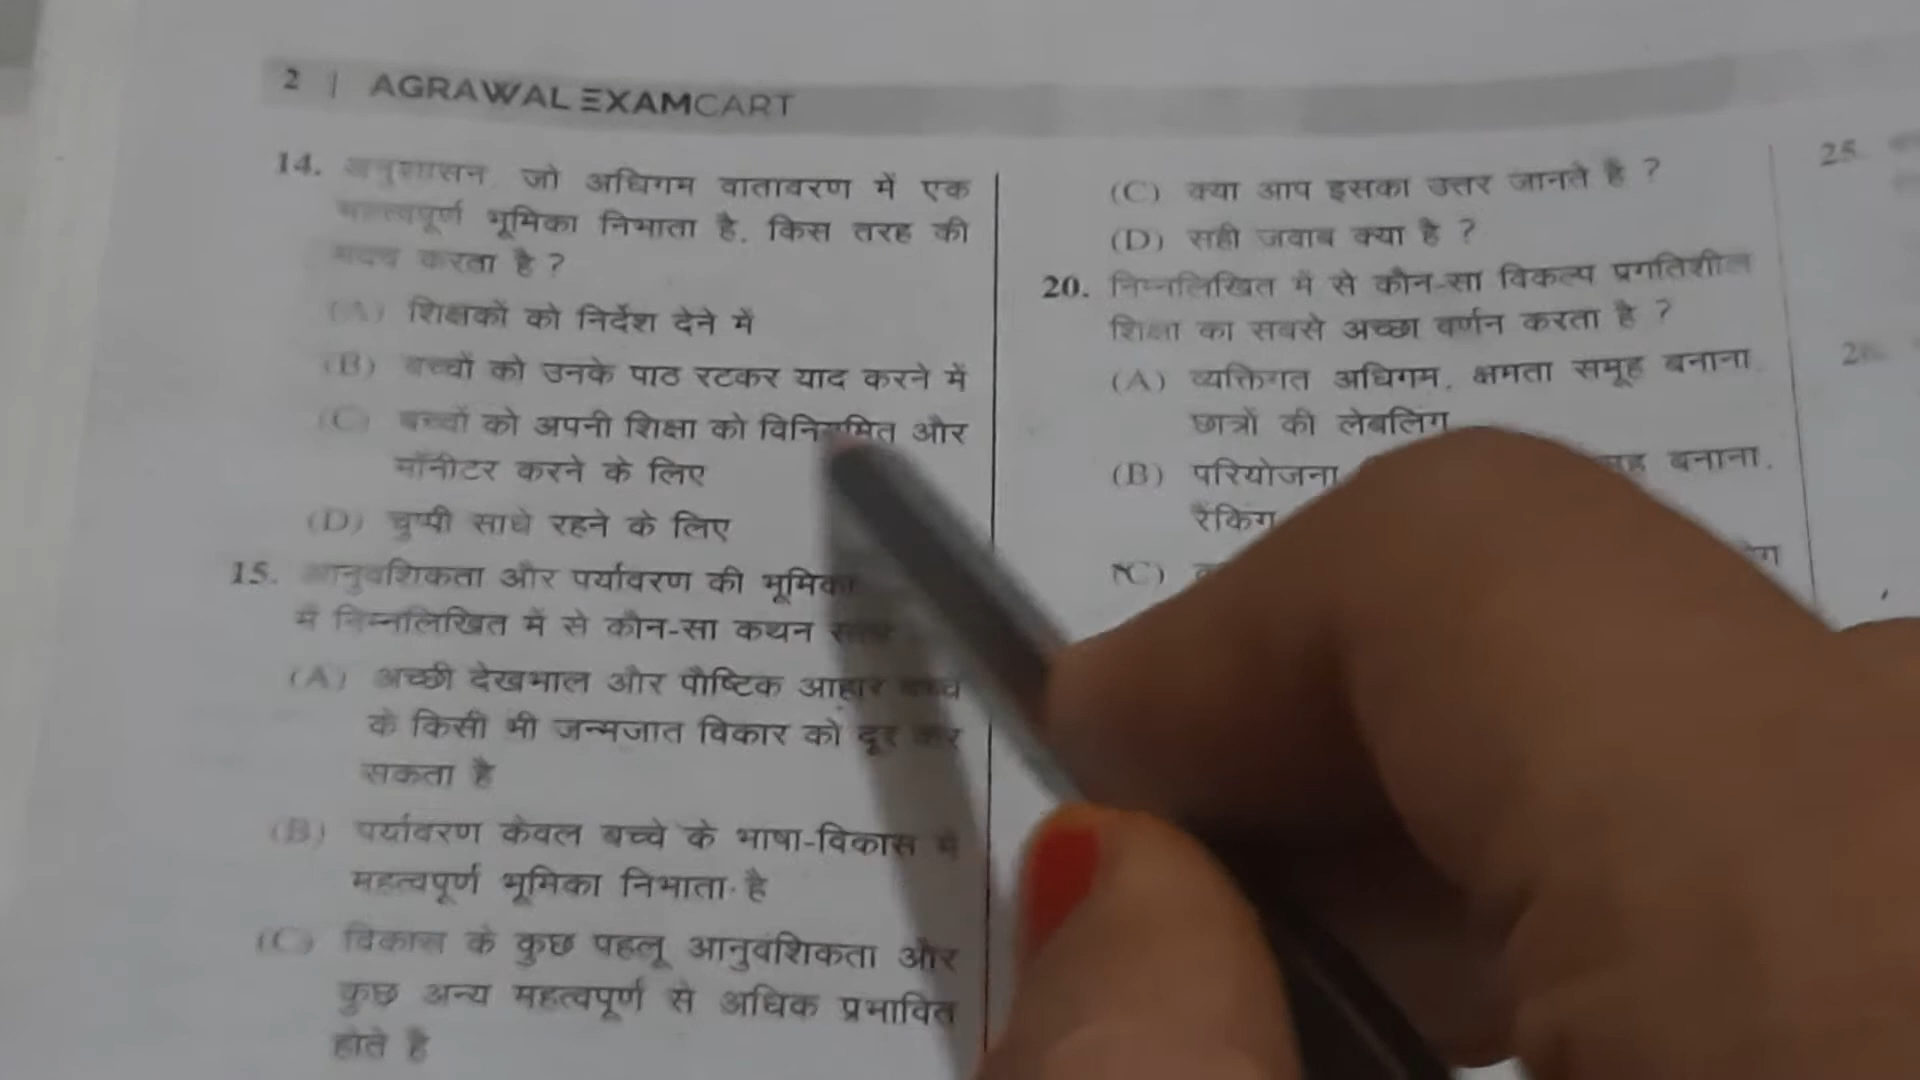 2 | AGRAWAL EXAMCART
14. अनुशासन जो अधिगम वातावरण में एक
महत्वपूर्ण भूमिका निभाता है, किस तरह की
मदद करता है ?
(A) शिक्षकों को निर्देश देने में
(B) बच्चों को उनके पाठ रटकर याद करने में
(C) बच्चों को अपनी शिक्षा को विनियमित और
मॉनीटर करने के लिए
(D) चुप्पी साधे रहने के लिए
15. आनुवंशिकता और पर्यावरण की भूमिका
में निम्नलिखित में से कौन-सा कथन
(A) अच्छी देखभाल और पौष्टिक आहार बच्चे
के किसी भी जन्मजात विकार को दूर कर
सकता है
(B) पर्यावरण केवल बच्चे के भाषा-विकास में
महत्वपूर्ण भूमिका निभाता है
(C) विकास के कुछ पहलू आनुवंशिकता और
कुछ अन्य महत्वपूर्ण से अधिक प्रभावित
होते है
(C) क्या आप इसका उत्तर जानते है ?
(D) सही जवाब क्या है ?
20. निम्नलिखित में से कौन-सा विकल्प प्रगतिशील
शिक्षा का सबसे अच्छा वर्णन करता है ?
(A) व्यक्तिगत अधिगम, क्षमता समूह बनाना,
छात्रों की लेबलिंग
(B) परियोजना बनाना,
रैंकिंग
(C)
25